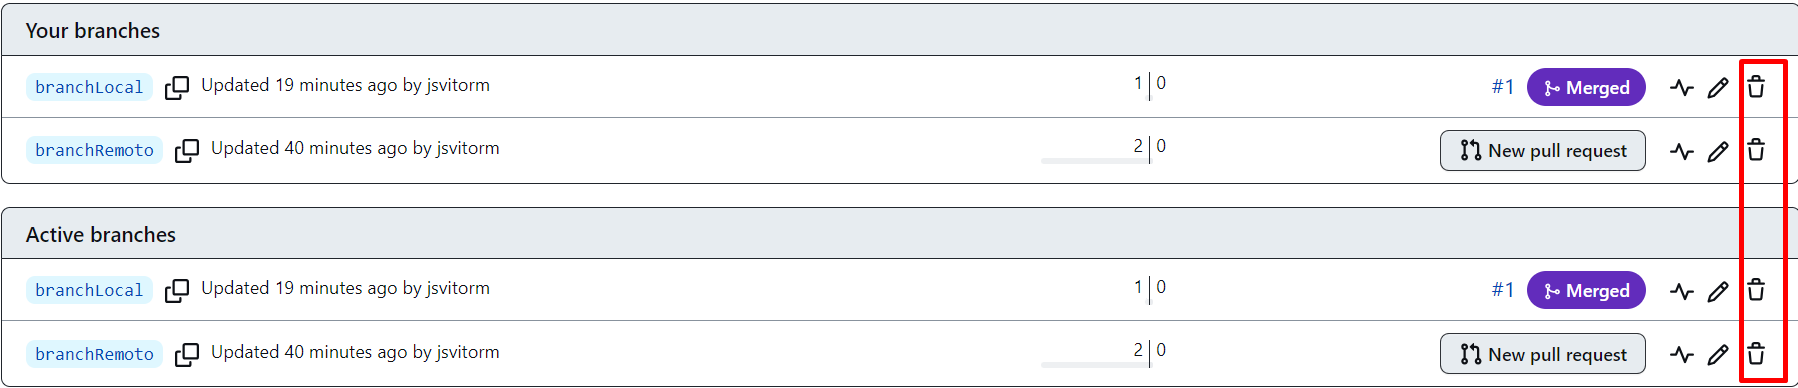 Your branches
branchLocal Updated 19 minutes ago by jsvitorm 1 0 #1 Merged
branchRemoto Updated 40 minutes ago by jsvitorm 2 0 New pull request
Active branches
branchLocal Updated 19 minutes ago by jsvitorm 1 0 #1 Merged
branchRemoto Updated 40 minutes ago by jsvitorm 2 0 New pull request